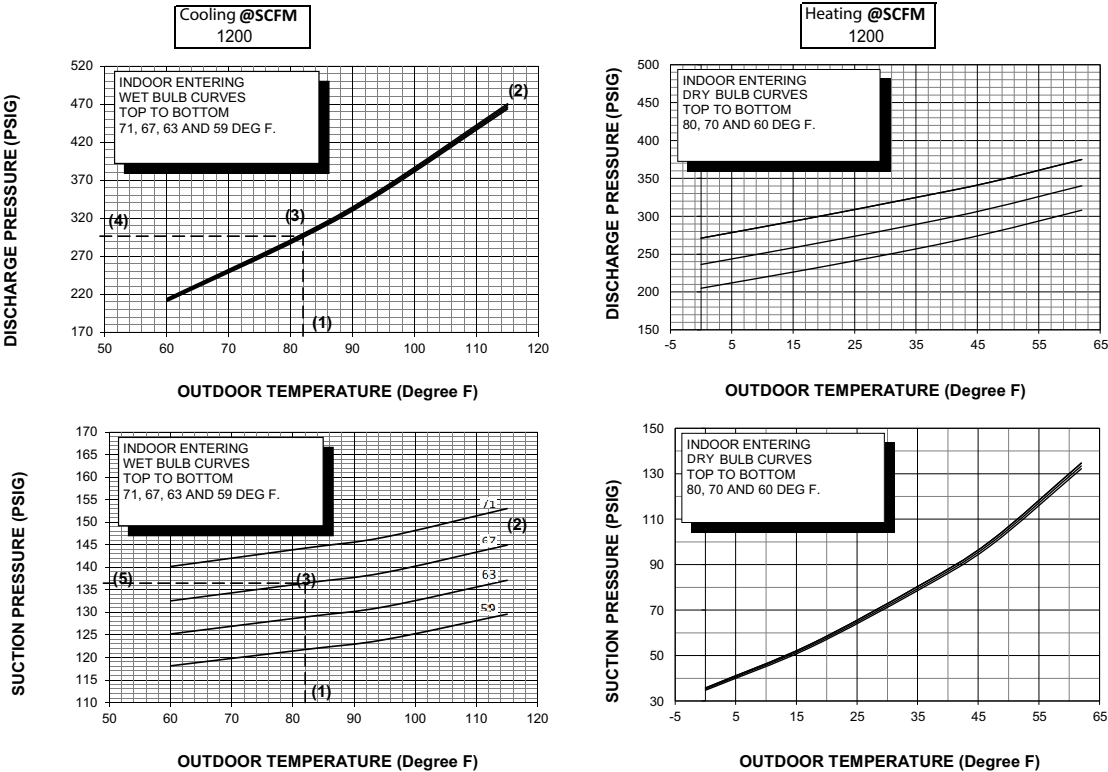 Cooling @SCFM
1200
Heating @SCFM
1200
DISCHARGE PRESSURE (PSIG)
520
470
420
370
320
270
220
170
INDOOR ENTERING
WET BULB CURVES
TOP TO BOTTOM
71, 67, 63 AND 59 DEG F.
(2)
(3)
(4)
(1)
50 60 70 80 90 100 110 120
OUTDOOR TEMPERATURE (Degree F)
DISCHARGE PRESSURE (PSIG)
500
450
400
350
300
250
200
150
INDOOR ENTERING
DRY BULB CURVES
TOP TO BOTTOM
80, 70 AND 60 DEG F.
-5 5 15 25 35 45 55 65
OUTDOOR TEMPERATURE (Degree F)
SUCTION PRESSURE (PSIG)
170
165
160
155
150
145
140
135
130
125
120
115
110
INDOOR ENTERING
WET BULB CURVES
TOP TO BOTTOM
71, 67, 63 AND 59 DEG F.
71
(2)
67
63
(5)
(3)
59
(1)
50 60 70 80 90 100 110 120
OUTDOOR TEMPERATURE (Degree F)
SUCTION PRESSURE (PSIG)
150
130
110
90
70
50
30
INDOOR ENTERING
DRY BULB CURVES
TOP TO BOTTOM
80, 70 AND 60 DEG F.
-5 5 15 25 35 45 55 65
OUTDOOR TEMPERATURE (Degree F)